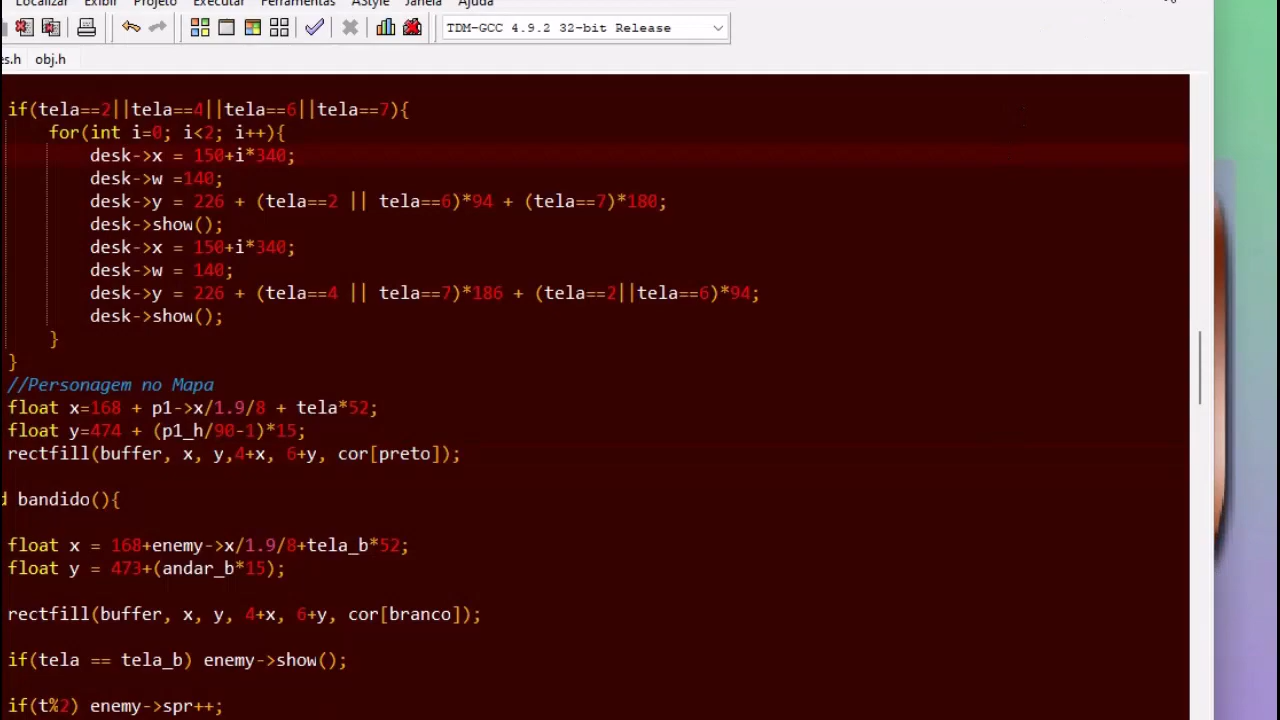 Localizar Exibir Projeto Executar Ferramentas AStyle Janela Ajuda
TDM-GCC 4.9.2 32-bit Release
es.h obj.h
if(tela==2||tela==4||tela==6||tela==7){
for(int i=0; i<2; i++){
desk->x = 150+i*340;
desk->w =140;
desk->y = 226 + (tela==2 || tela==6)*94 + (tela==7)*180;
desk->show();
desk->x = 150+i*340;
desk->w = 140;
desk->y = 226 + (tela==4 || tela==7)*186 + (tela==2||tela==6)*94;
desk->show();
}
}
//Personagem no Mapa
float x=168 + p1->x/1.9/8 + tela*52;
float y=474 + (p1_h/90-1)*15;
rectfill(buffer, x, y,4+x, 6+y, cor[preto]);
d bandido(){
float x = 168+enemy->x/1.9/8+tela_b*52;
float y = 473+(andar_b*15);
rectfill(buffer, x, y, 4+x, 6+y, cor[branco]);
if(tela == tela_b) enemy->show();
if(t%2) enemy->spr++;